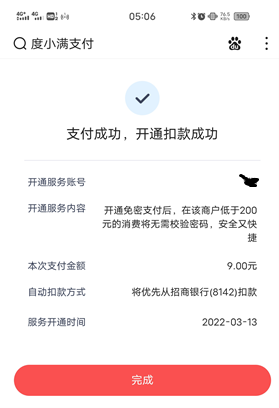 05:06
100
度小满支付
支付成功，开通扣款成功
开通服务账号
开通服务内容
开通免密支付后，在该商户低于200
元的消费将无需校验密码，安全又快
捷
本次支付金额
9.00元
自动扣款方式
将优先从招商银行(8142)扣款
服务开通时间
2022-03-13
完成